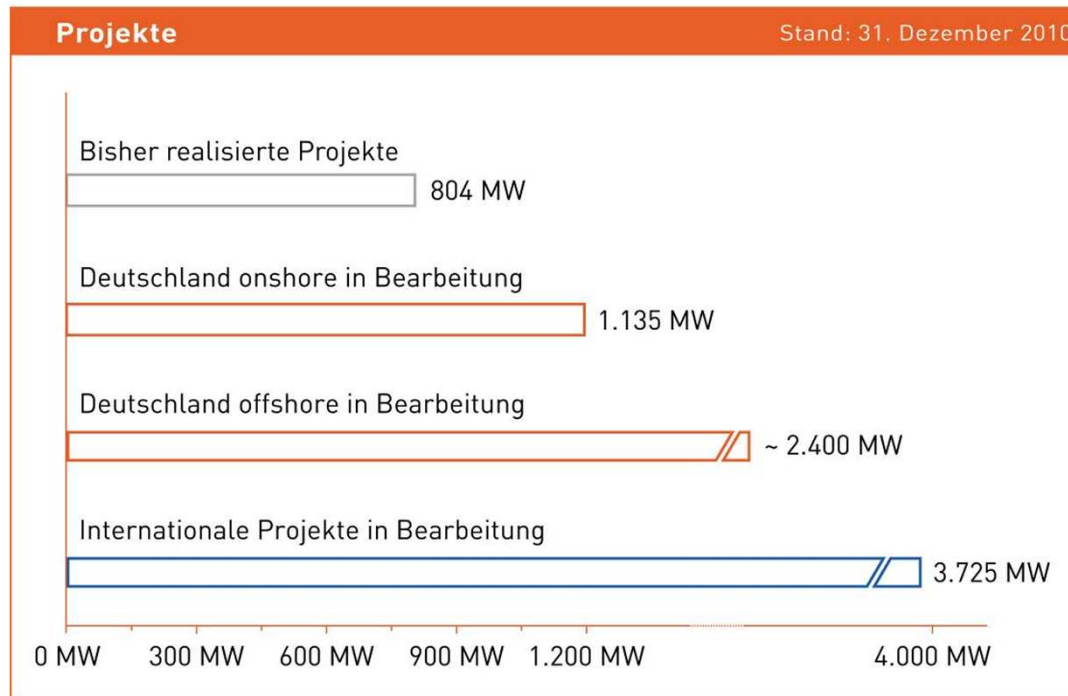 Projekte
Stand: 31. Dezember 2010
Bisher realisierte Projekte
804 MW
Deutschland onshore in Bearbeitung
1.135 MW
Deutschland offshore in Bearbeitung
~ 2.400 MW
Internationale Projekte in Bearbeitung
3.725 MW
0 MW 300 MW 600 MW 900 MW 1.200 MW 4.000 MW